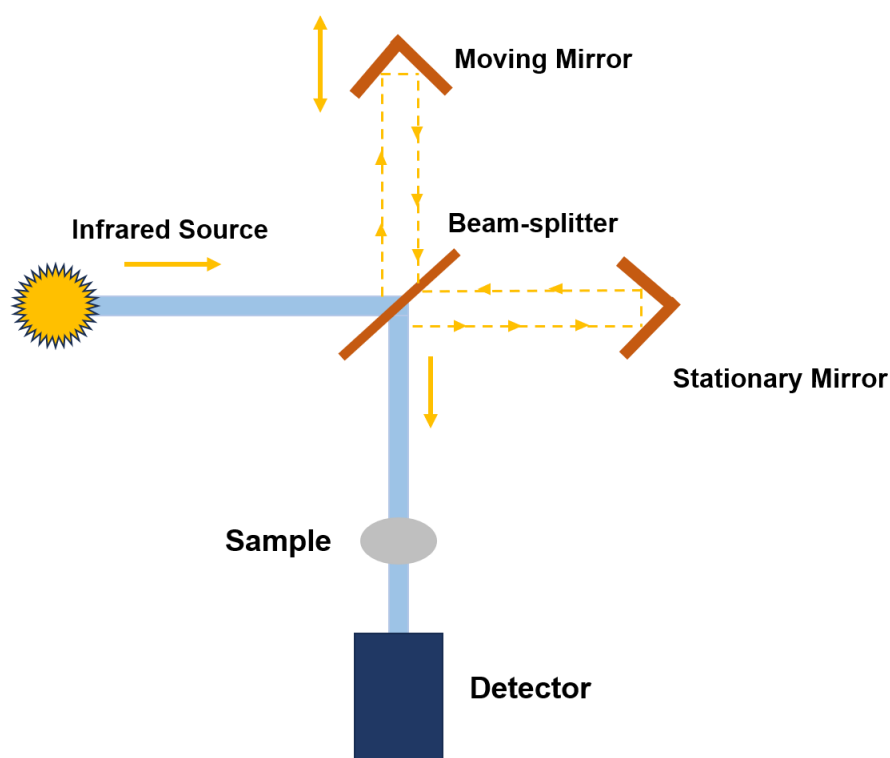 Moving Mirror
Infrared Source
Beam-splitter
Stationary Mirror
Sample
Detector